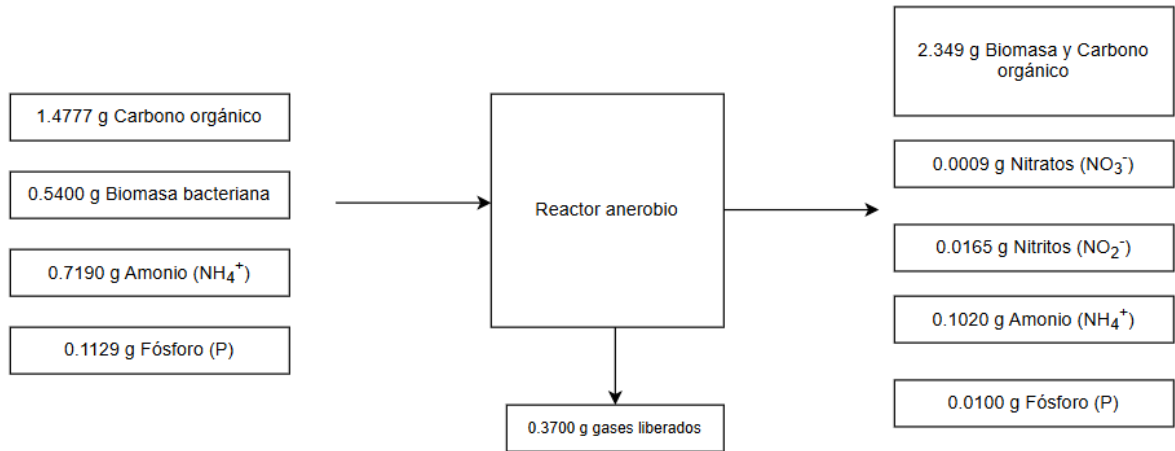 1.4777 g Carbono orgánico
0.5400 g Biomasa bacteriana
0.7190 g Amonio (NH₄⁺)
0.1129 g Fósforo (P)
Reactor anerobio
0.3700 g gases liberados
2.349 g Biomasa y Carbono
orgánico
0.0009 g Nitratos (NO₃⁻)
0.0165 g Nitritos (NO₂⁻)
0.1020 g Amonio (NH₄⁺)
0.0100 g Fósforo (P)